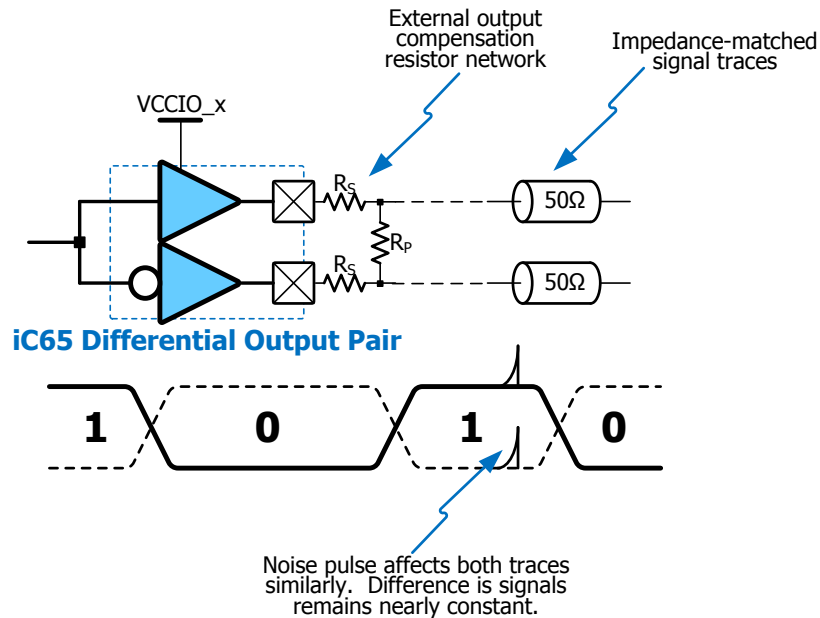 External output
compensation
resistor network
Impedance-matched
signal traces
VCCIO_x
RS
50Ω
RP
RS
50Ω
iC65 Differential Output Pair
1 0 1 0
Noise pulse affects both traces
similarly. Difference is signals
remains nearly constant.